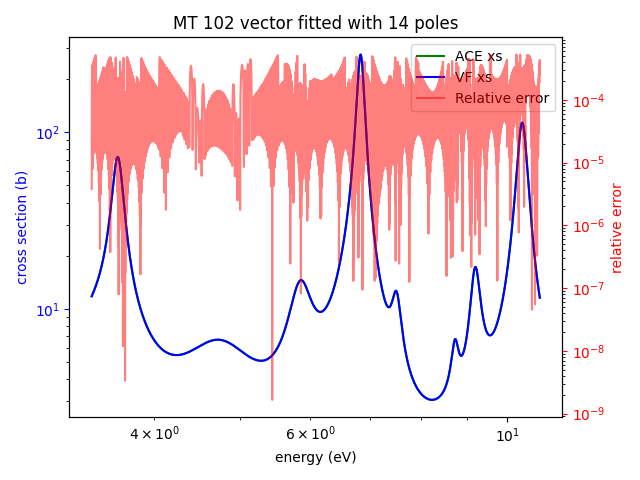 MT 102 vector fitted with 14 poles
ACE xs
VF xs
Relative error
cross section (b)
10²
10¹
relative error
10⁻⁴
10⁻⁵
10⁻⁶
10⁻⁷
10⁻⁸
10⁻⁹
4 × 10⁰
6 × 10⁰
10¹
energy (eV)